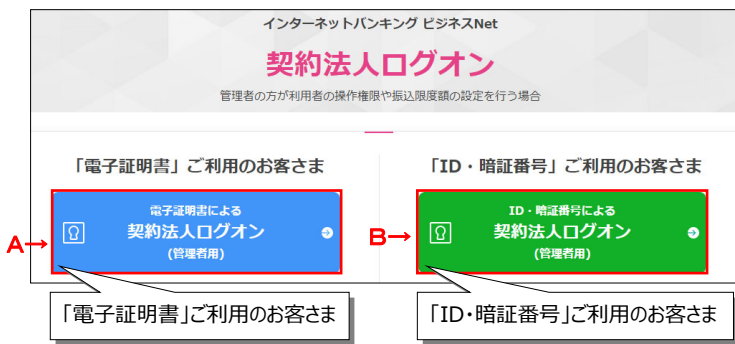 インターネットバンキング ビジネスNet
契約法人ログオン
管理者の方が利用者の操作権限や振込限度額の設定を行う場合
「電子証明書」ご利用のお客さま
「ID・暗証番号」ご利用のお客さま
A→
電子証明書による
契約法人ログオン
(管理者用)
B→
ID・暗証番号による
契約法人ログオン
(管理者用)
「電子証明書」ご利用のお客さま
「ID・暗証番号」ご利用のお客さま